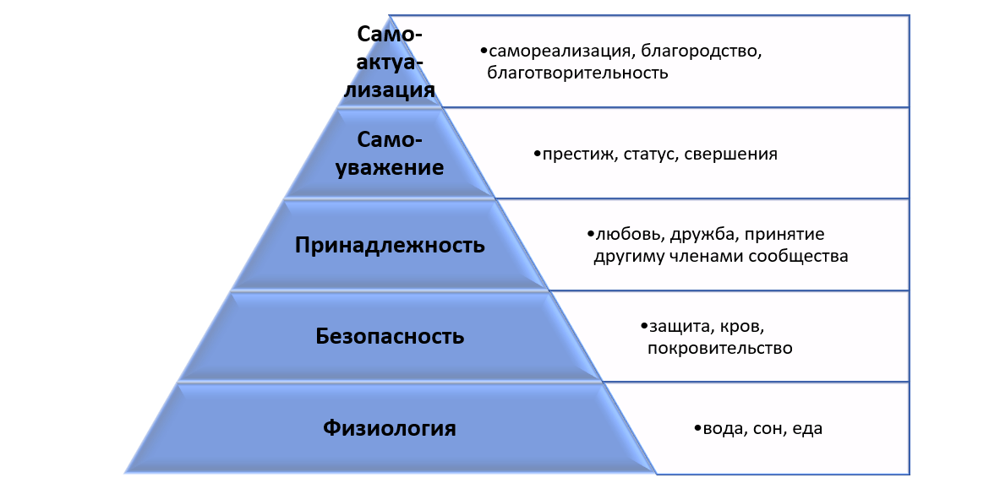 Само-
актуа-
лизация
•самореализация, благородство,
благотворительность
Само-
уважение
•престиж, статус, свершения
Принадлежность
•любовь, дружба, принятие
другиму членами сообщества
Безопасность
•защита, кров,
покровительство
Физиология
•вода, сон, еда